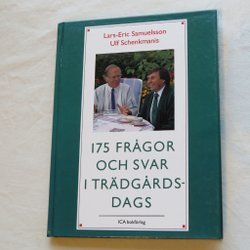 Lars-Eric Samuelsson
Ulf Schenkmanis
175 FRÅGOR
OCH SVAR
I TRÄDGÅRDS-
DAGS
ICA bokförlag